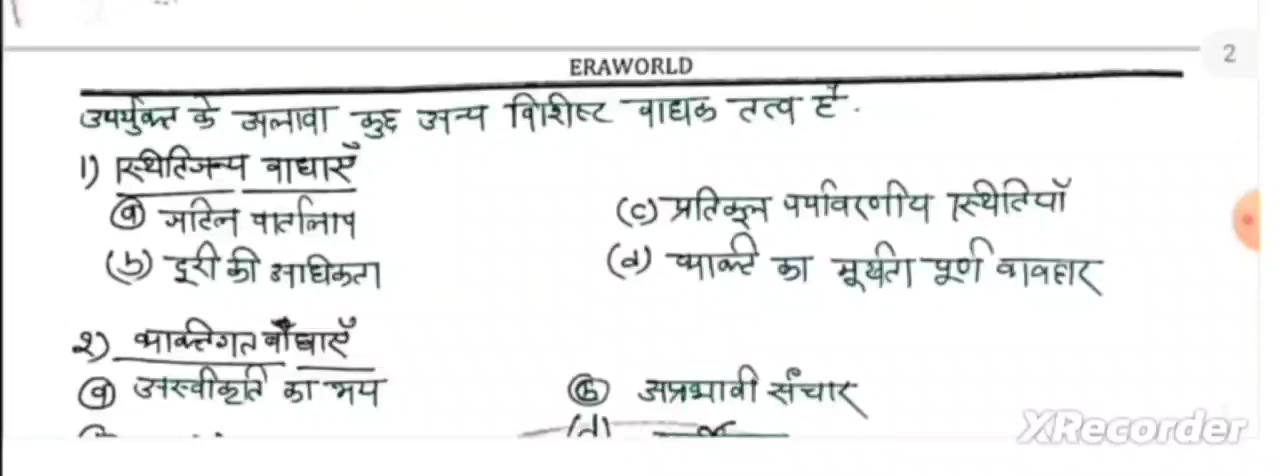 2
ERAWORLD
उपर्युक्त के अलावा कुछ अन्य विशिष्ट बाधक तत्व है.
1) स्थितिजन्य बाधाएँ
(a) जटिल वार्तालाप
(c) प्रतिकूल पर्यावरणीय स्थितियाँ
(b) दूरी की आधिकता
(d) व्यक्ति का मूर्खता पूर्ण व्यवहार
2) व्यक्तिगत बाधाएँ
(a) अस्वीकृति का भय
(b) अप्रभावी संचार
(d)
XRecorder